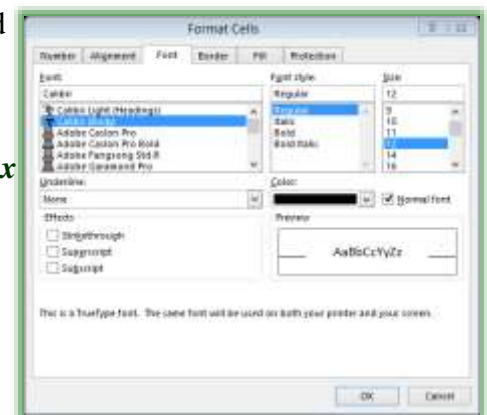 d
x
Format Cells
Number Alignment Font Border Fill Protection
Font: Font style: Size
Calibri Regular 12
Calibri Light (Headings) Regular 9
Calibri (Body) Italic 10
Adobe Caslon Pro Bold 11
Adobe Caslon Pro Bold Bold Italic 12
Adobe Fangsong Std R 14
Adobe Garamond Pro 16
Underline: Color:
None Normal font
Effects Preview
Strikethrough
Superscript AaBbCcYyZz
Subscript
This is a TrueType font. The same font will be used on both your printer and your screen.
OK Cancel